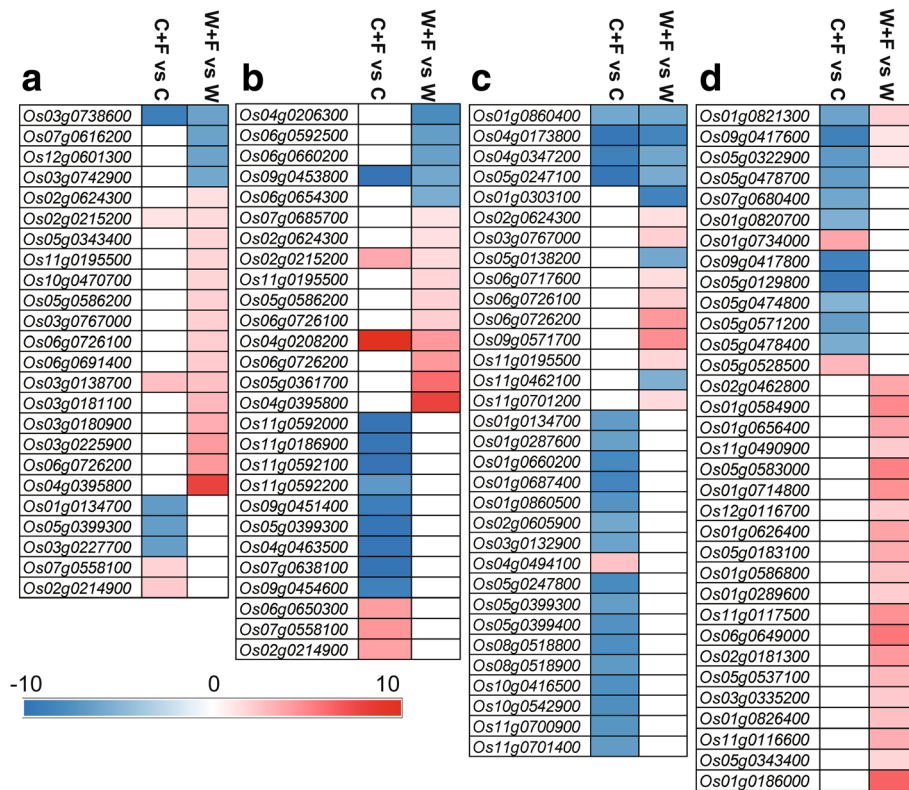 a
C+F vs C
W+F vs W
Os03g0738600
Os07g0616200
Os12g0601300
Os03g0742900
Os02g0624300
Os02g0215200
Os05g0343400
Os11g0195500
Os10g0470700
Os05g0586200
Os03g0767000
Os06g0726100
Os06g0691400
Os03g0138700
Os03g0181100
Os03g0180900
Os03g0225900
Os06g0726200
Os04g0395800
Os01g0134700
Os05g0399300
Os03g0227700
Os07g0558100
Os02g0214900
-10 0 10
b
C+F vs C
W+F vs W
Os04g0206300
Os06g0592500
Os06g0660200
Os09g0453800
Os06g0654300
Os07g0685700
Os02g0624300
Os02g0215200
Os11g0195500
Os05g0586200
Os06g0726100
Os04g0208200
Os06g0726200
Os05g0361700
Os04g0395800
Os11g0592000
Os11g0186900
Os11g0592100
Os11g0592200
Os09g0451400
Os05g0399300
Os04g0463500
Os07g0638100
Os09g0454600
Os06g0650300
Os07g0558100
Os02g0214900
c
C+F vs C
W+F vs W
Os01g0860400
Os04g0173800
Os04g0347200
Os05g0247100
Os01g0303100
Os02g0624300
Os03g0767000
Os05g0138200
Os06g0717600
Os06g0726100
Os06g0726200
Os09g0571700
Os11g0195500
Os11g0462100
Os11g0701200
Os01g0134700
Os01g0287600
Os01g0660200
Os01g0687400
Os01g0860500
Os02g0605900
Os03g0132900
Os04g0494100
Os05g0247800
Os05g0399300
Os05g0399400
Os08g0518800
Os08g0518900
Os10g0416500
Os10g0542900
Os11g0700900
Os11g0701400
d
C+F vs C
W+F vs W
Os01g0821300
Os09g0417600
Os05g0322900
Os05g0478700
Os07g0680400
Os01g0820700
Os01g0734000
Os09g0417800
Os05g0129800
Os05g0474800
Os05g0571200
Os05g0478400
Os05g0528500
Os02g0462800
Os01g0584900
Os01g0656400
Os11g0490900
Os05g0583000
Os01g0714800
Os12g0116700
Os01g0626400
Os05g0183100
Os01g0586800
Os01g0289600
Os11g0117500
Os06g0649000
Os02g0181300
Os05g0537100
Os03g0335200
Os01g0826400
Os11g0116600
Os05g0343400
Os01g0186000